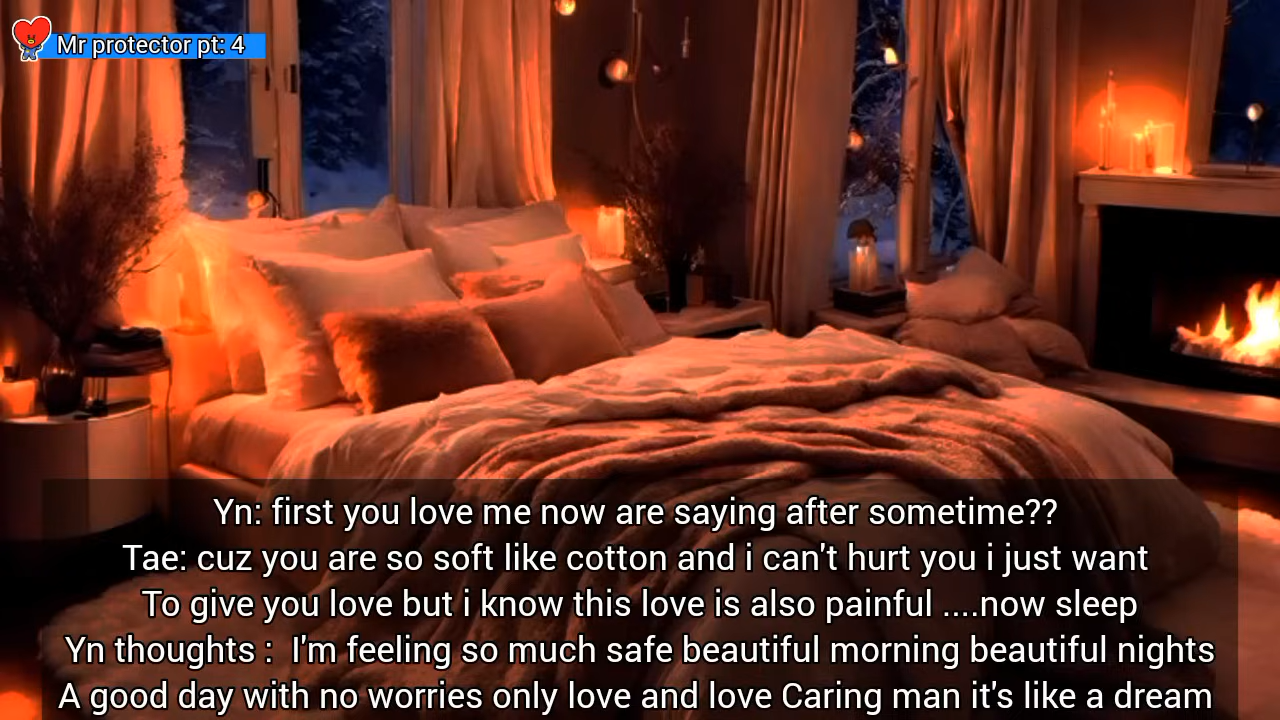 Mr protector pt: 4
Yn: first you love me now are saying after sometime??
Tae: cuz you are so soft like cotton and i can't hurt you i just want
To give you love but i know this love is also painful ....now sleep
Yn thoughts :  I'm feeling so much safe beautiful morning beautiful nights
A good day with no worries only love and love Caring man it's like a dream